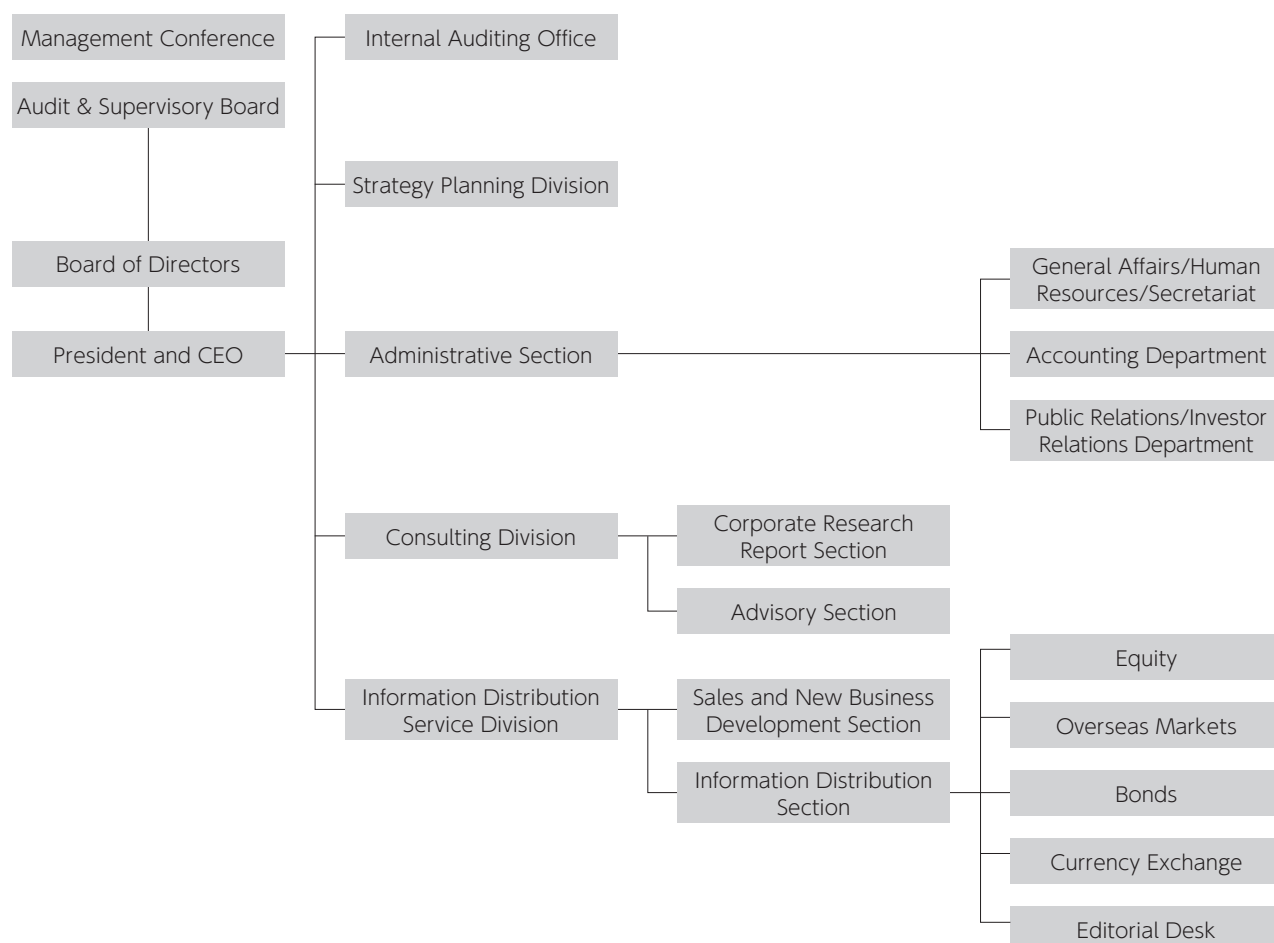 Management Conference
Internal Auditing Office
Audit & Supervisory Board
Strategy Planning Division
Board of Directors
General Affairs/Human
Resources/Secretariat
President and CEO
Administrative Section
Accounting Department
Public Relations/Investor
Relations Department
Consulting Division
Corporate Research
Report Section
Advisory Section
Equity
Information Distribution
Service Division
Sales and New Business
Development Section
Overseas Markets
Information Distribution
Section
Bonds
Currency Exchange
Editorial Desk